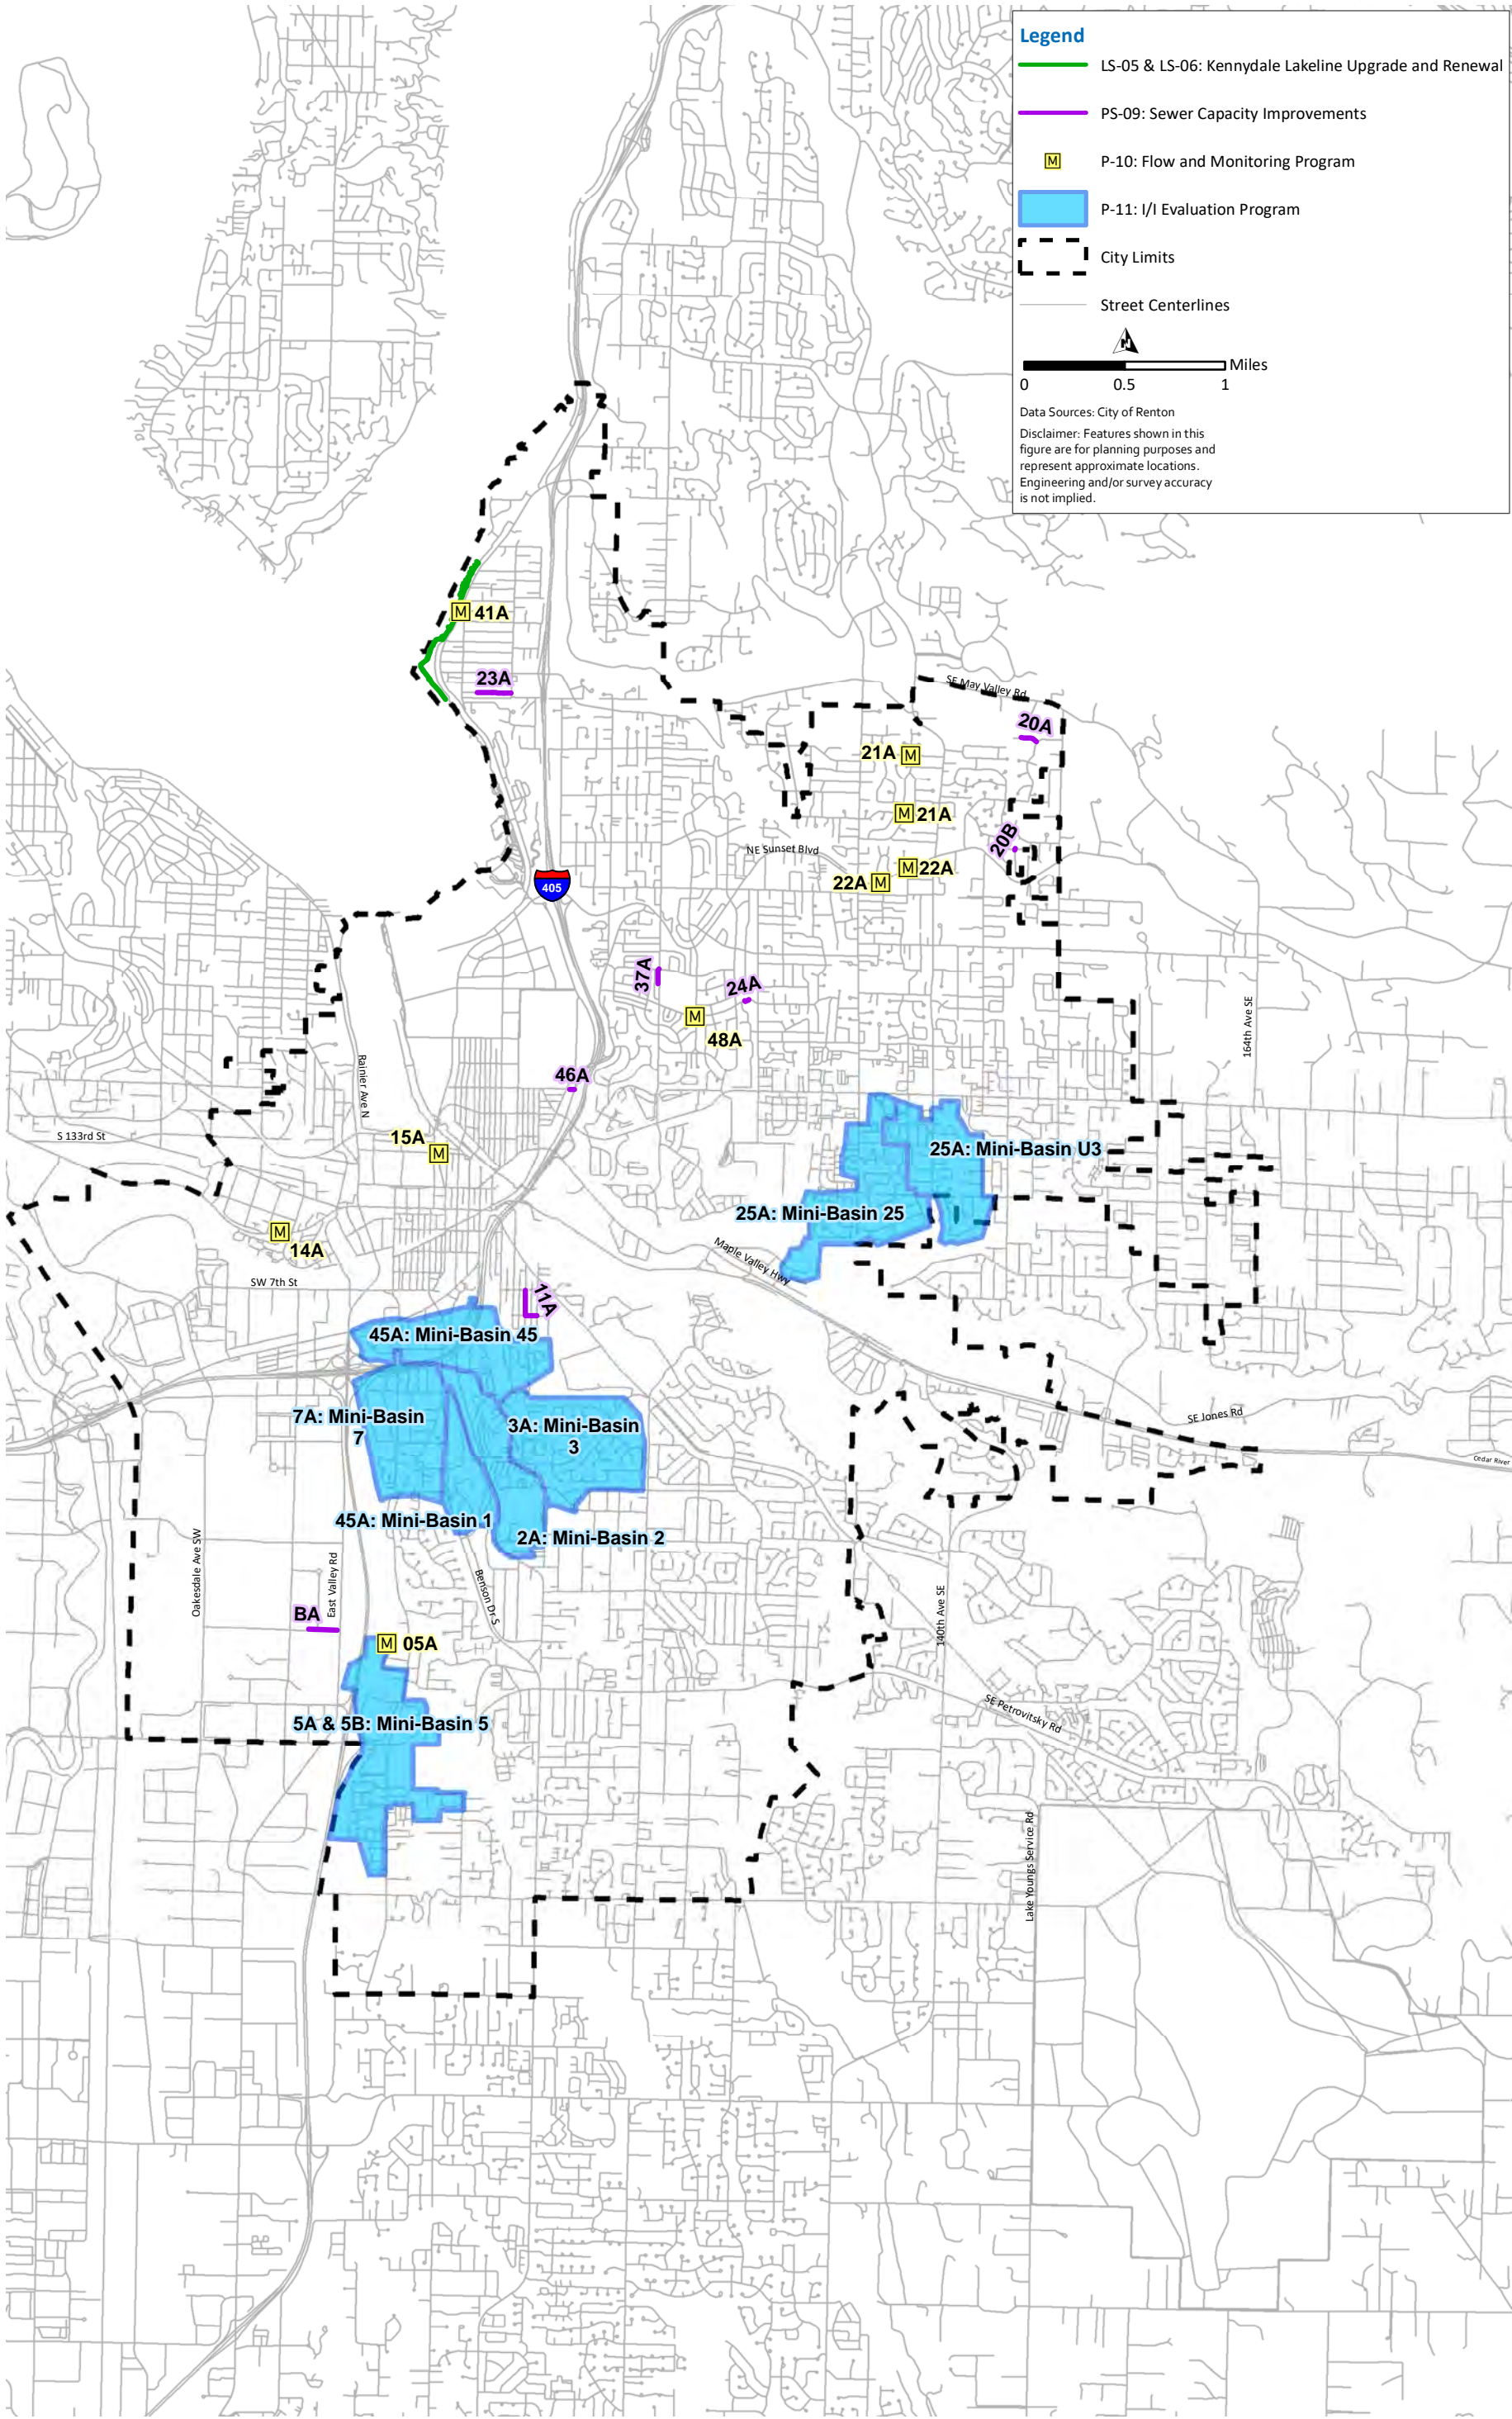 Legend
LS-05 & LS-06: Kennydale Lakeline Upgrade and Renewal
PS-09: Sewer Capacity Improvements
M P-10: Flow and Monitoring Program
P-11: I/I Evaluation Program
City Limits
Street Centerlines
N
Miles
0 0.5 1
Data Sources: City of Renton
Disclaimer: Features shown in this
figure are for planning purposes and
represent approximate locations.
Engineering and/or survey accuracy
is not implied.
M 41A
23A
SE May Valley Rd
20A
21A M
M 21A
20B
NE Sunset Blvd
M 22A
22A M
405
37A
24A
M
48A
164th Ave SE
46A
Rainier Ave N
S 133rd St
15A
M
25A: Mini-Basin U3
25A: Mini-Basin 25
M
14A
Maple Valley Hwy
SW 7th St
11A
45A: Mini-Basin 45
7A: Mini-Basin
7
3A: Mini-Basin
3
SE Jones Rd
Cedar River
45A: Mini-Basin 1
2A: Mini-Basin 2
Oakesdale Ave SW
East Valley Rd
Benson Dr S
140th Ave SE
BA
M 05A
SE Petrovitsky Rd
5A & 5B: Mini-Basin 5
Lake Youngs Service Rd